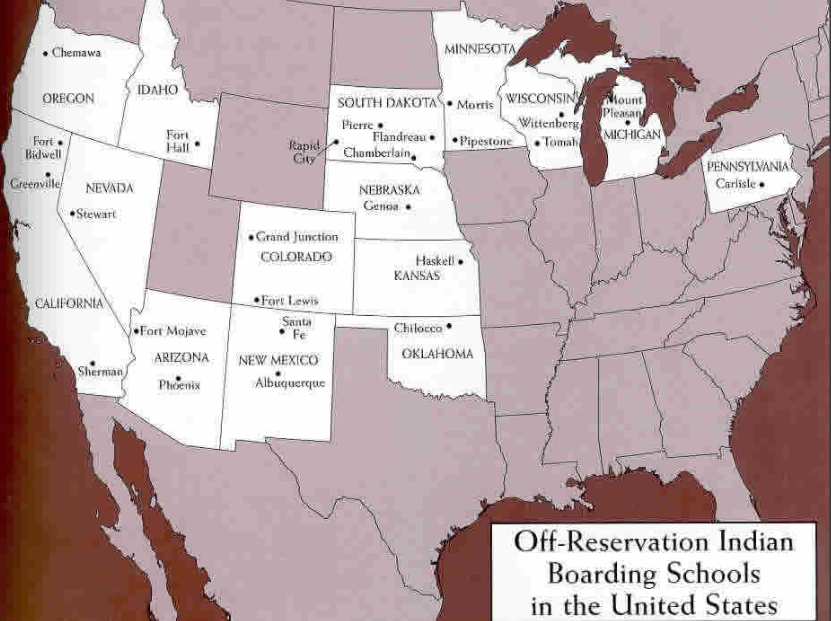 Chemawa
OREGON
IDAHO
Fort
Hall
Fort
Bidwell
Greenville
NEVADA
Stewart
CALIFORNIA
Sherman
Fort Mojave
ARIZONA
Phoenix
Grand Junction
COLORADO
Fort Lewis
Santa
Fe
NEW MEXICO
Albuquerque
SOUTH DAKOTA
Pierre
Flandreau
Rapid
City
Chamberlain
NEBRASKA
Genoa
Haskell
KANSAS
Chilocco
OKLAHOMA
MINNESOTA
Morris
Pipestone
WISCONSIN
Wittenberg
Tomah
Mount
Pleasant
MICHIGAN
PENNSYLVANIA
Carlisle
Off-Reservation Indian
Boarding Schools
in the United States